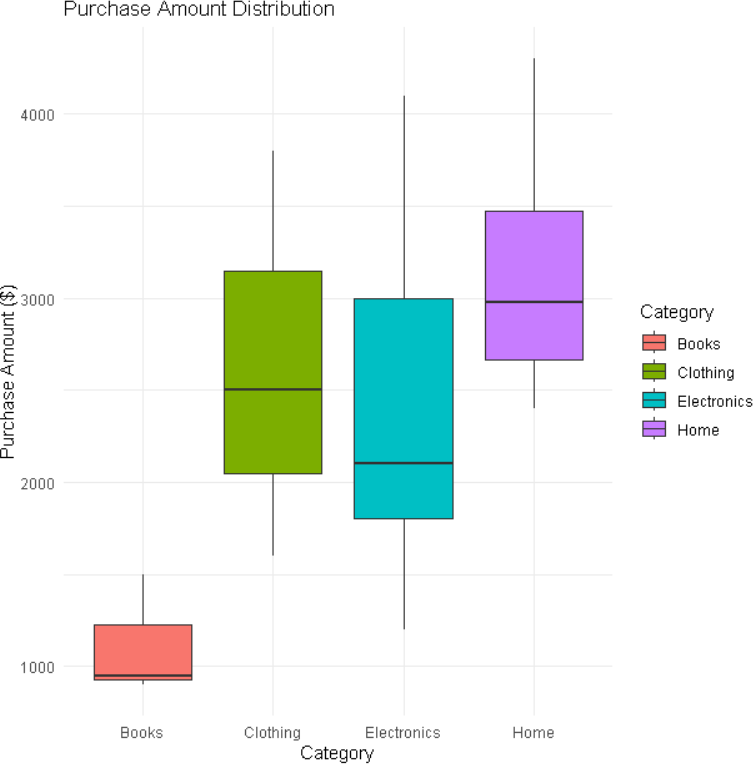 Purchase Amount Distribution
Purchase Amount ($)
4000
3000
2000
1000
Books
Clothing
Electronics
Home
Category
Category
Books
Clothing
Electronics
Home